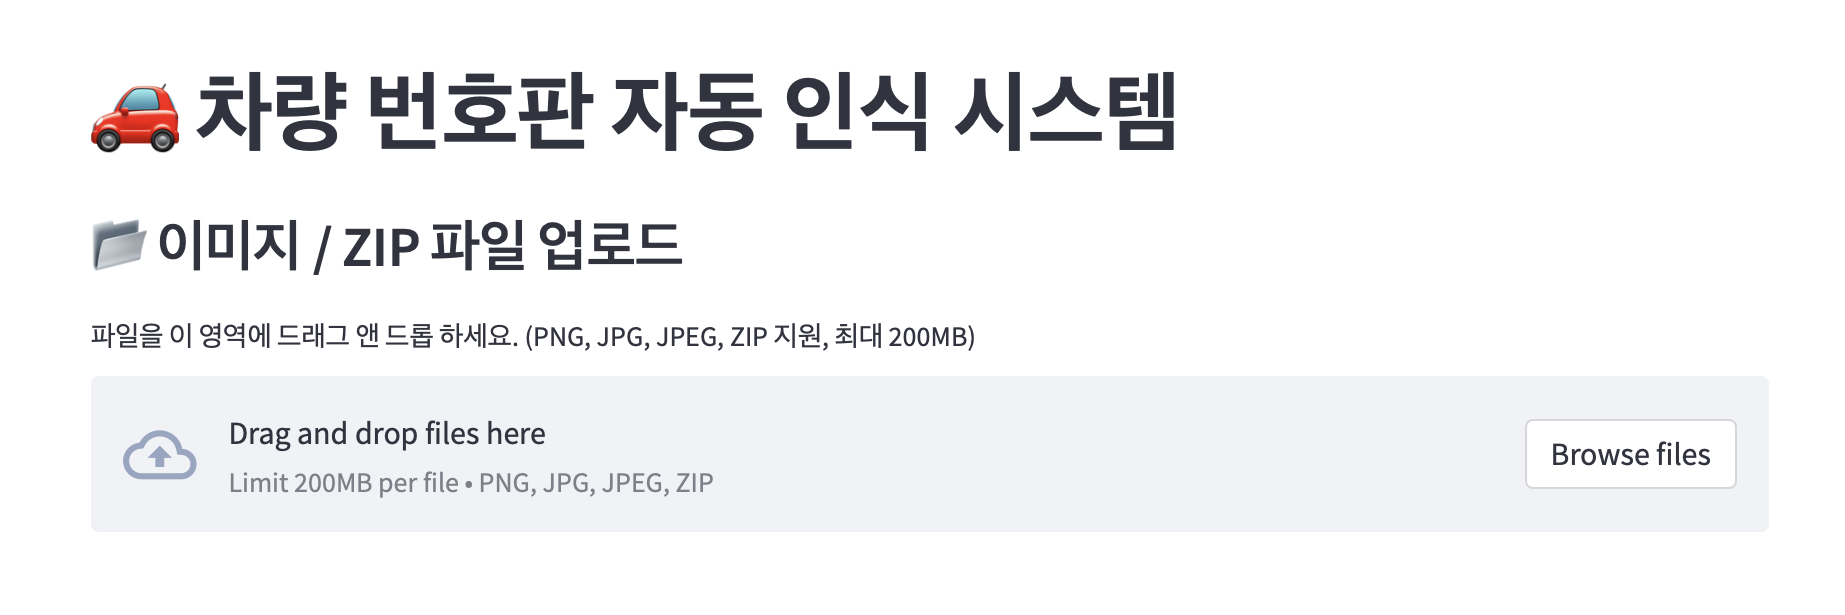 차량 번호판 자동 인식 시스템
이미지 / ZIP 파일 업로드
파일을 이 영역에 드래그 앤 드롭 하세요. (PNG, JPG, JPEG, ZIP 지원, 최대 200MB)
Drag and drop files here
Limit 200MB per file • PNG, JPG, JPEG, ZIP
Browse files